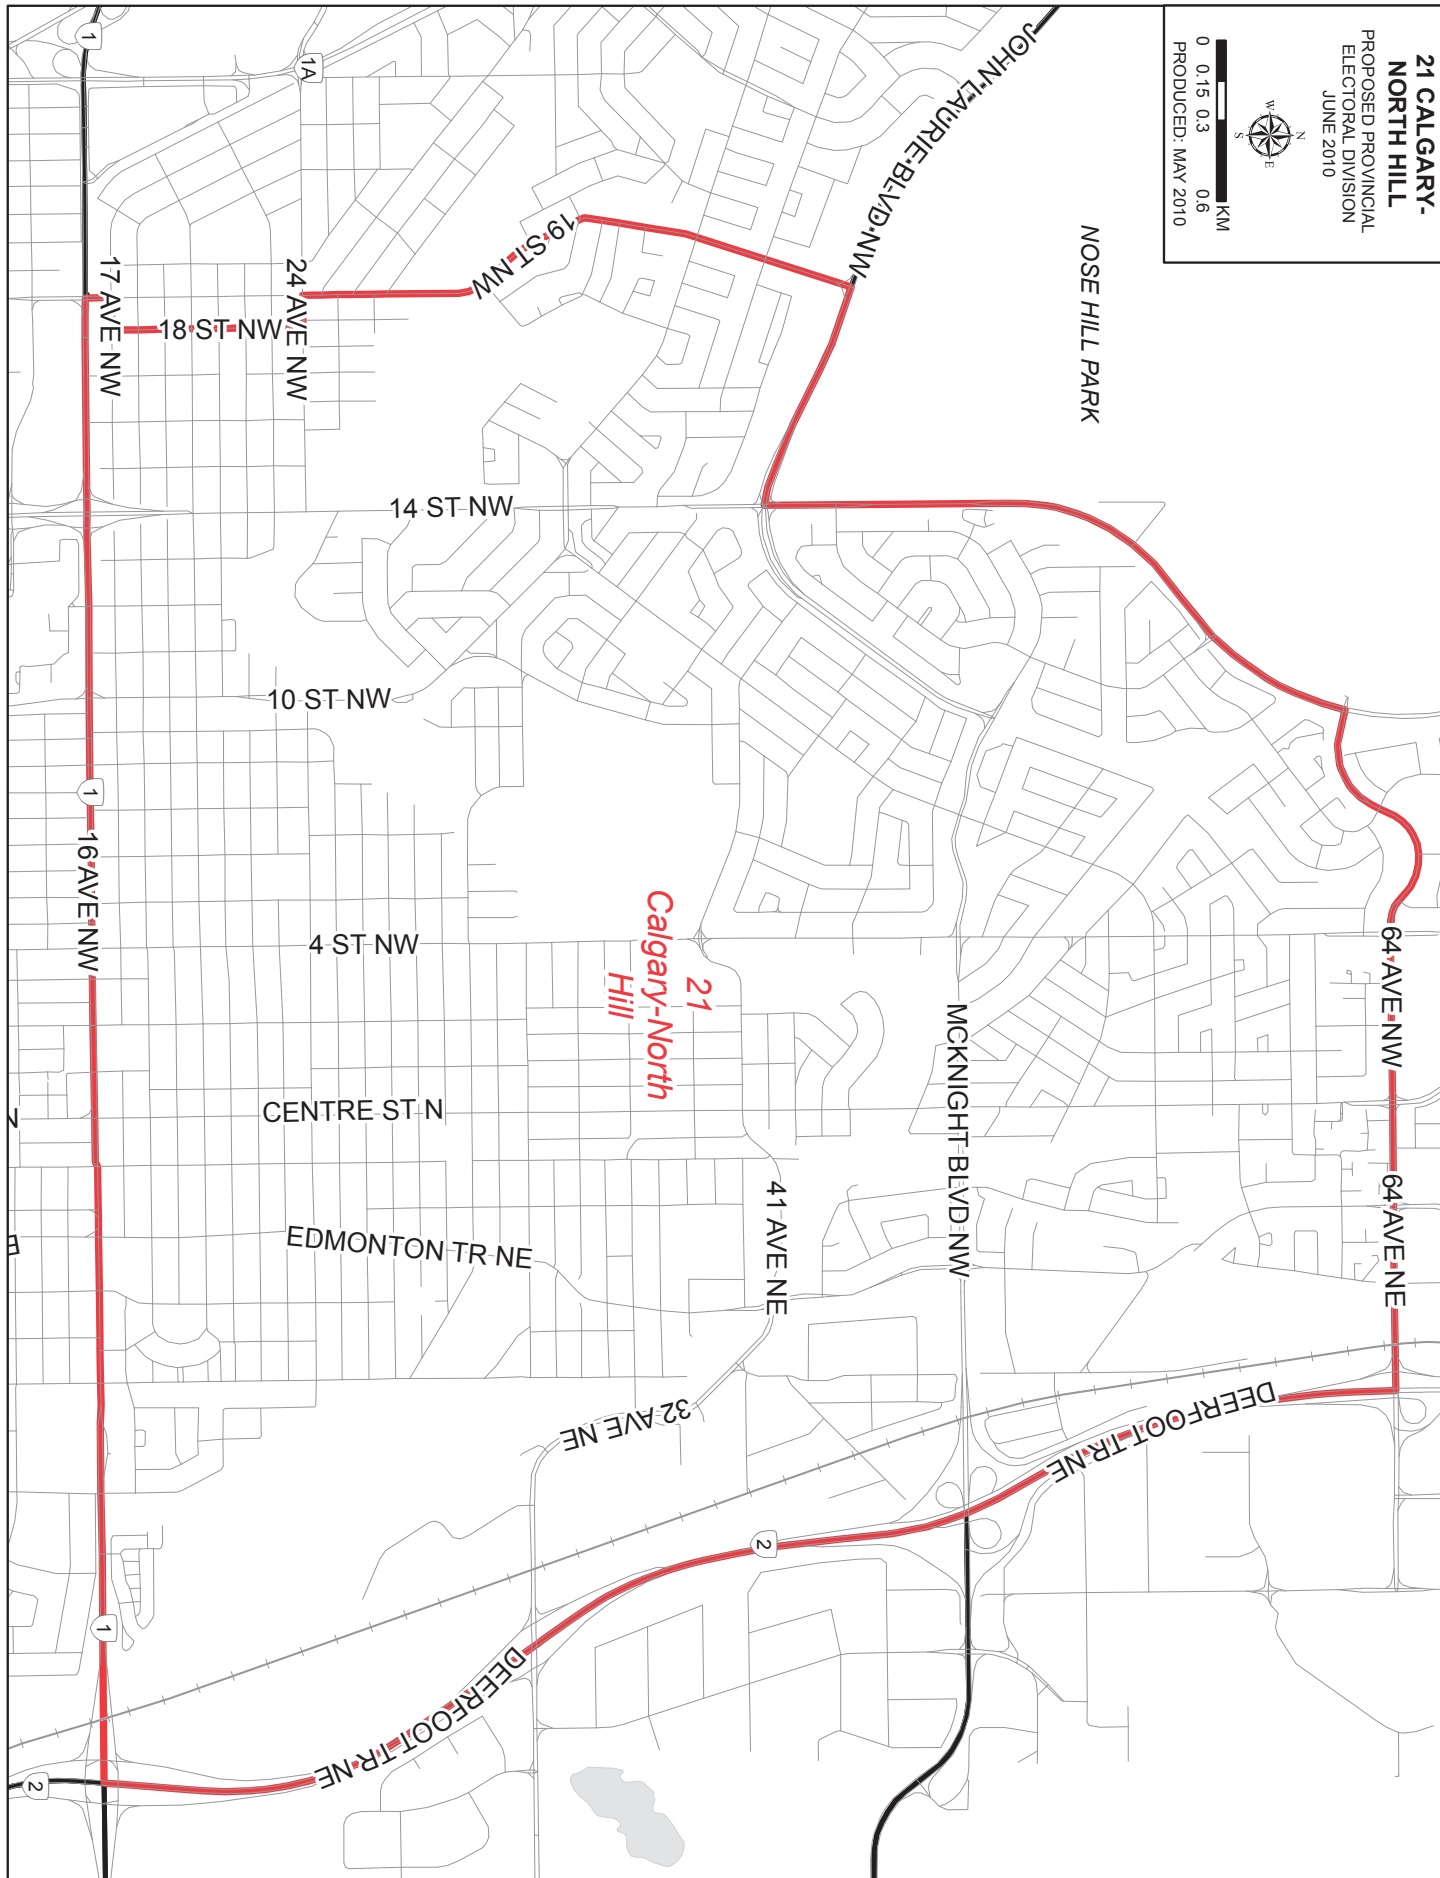 21 CALGARY-
NORTH HILL
PROPOSED PROVINCIAL
ELECTORAL DIVISION
JUNE 2010
N
W
E
S
KM
0 0.15 0.3 0.6
PRODUCED: MAY 2010
NOSE HILL PARK
JOHN LAURIE BLVD NW
1
1A
19 ST NW
17 AVE NW
18 ST NW
24 AVE NW
14 ST NW
10 ST NW
1
16 AVE NW
4 ST NW
21
Calgary-North
Hill
64 AVE NW
MCKNIGHT BLVD NW
CENTRE ST N
N
64 AVE NE
41 AVE NE
EDMONTON TR NE
E
32 AVE NE
DEERFOOT TR NE
2
1
DEERFOOT TR NE
2